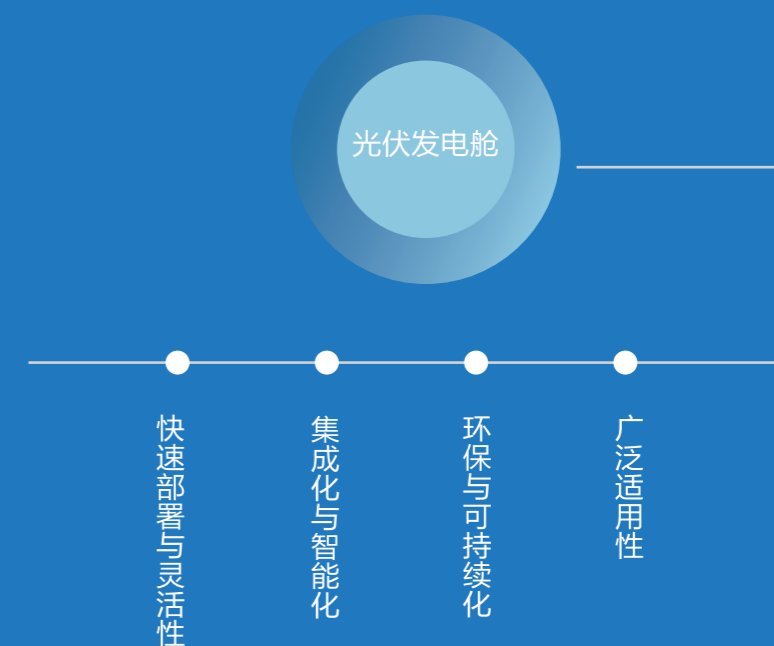 光伏发电舱
快速部署与灵活性
集成化与智能化
环保与可持续化
广泛适用性